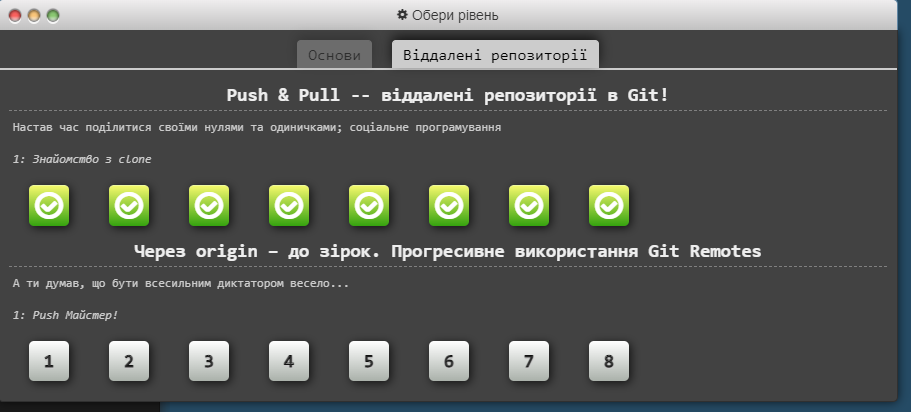 Обери рівень
Основи Віддалені репозиторії
Push & Pull -- віддалені репозиторії в Git!
Настав час поділитися своїми нулями та одиничками; соціальне програмування
1: Знайомство з clone
Через origin – до зірок. Прогресивне використання Git Remotes
А ти думав, що бути всесильним диктатором весело...
1: Push Майстер!
1 2 3 4 5 6 7 8